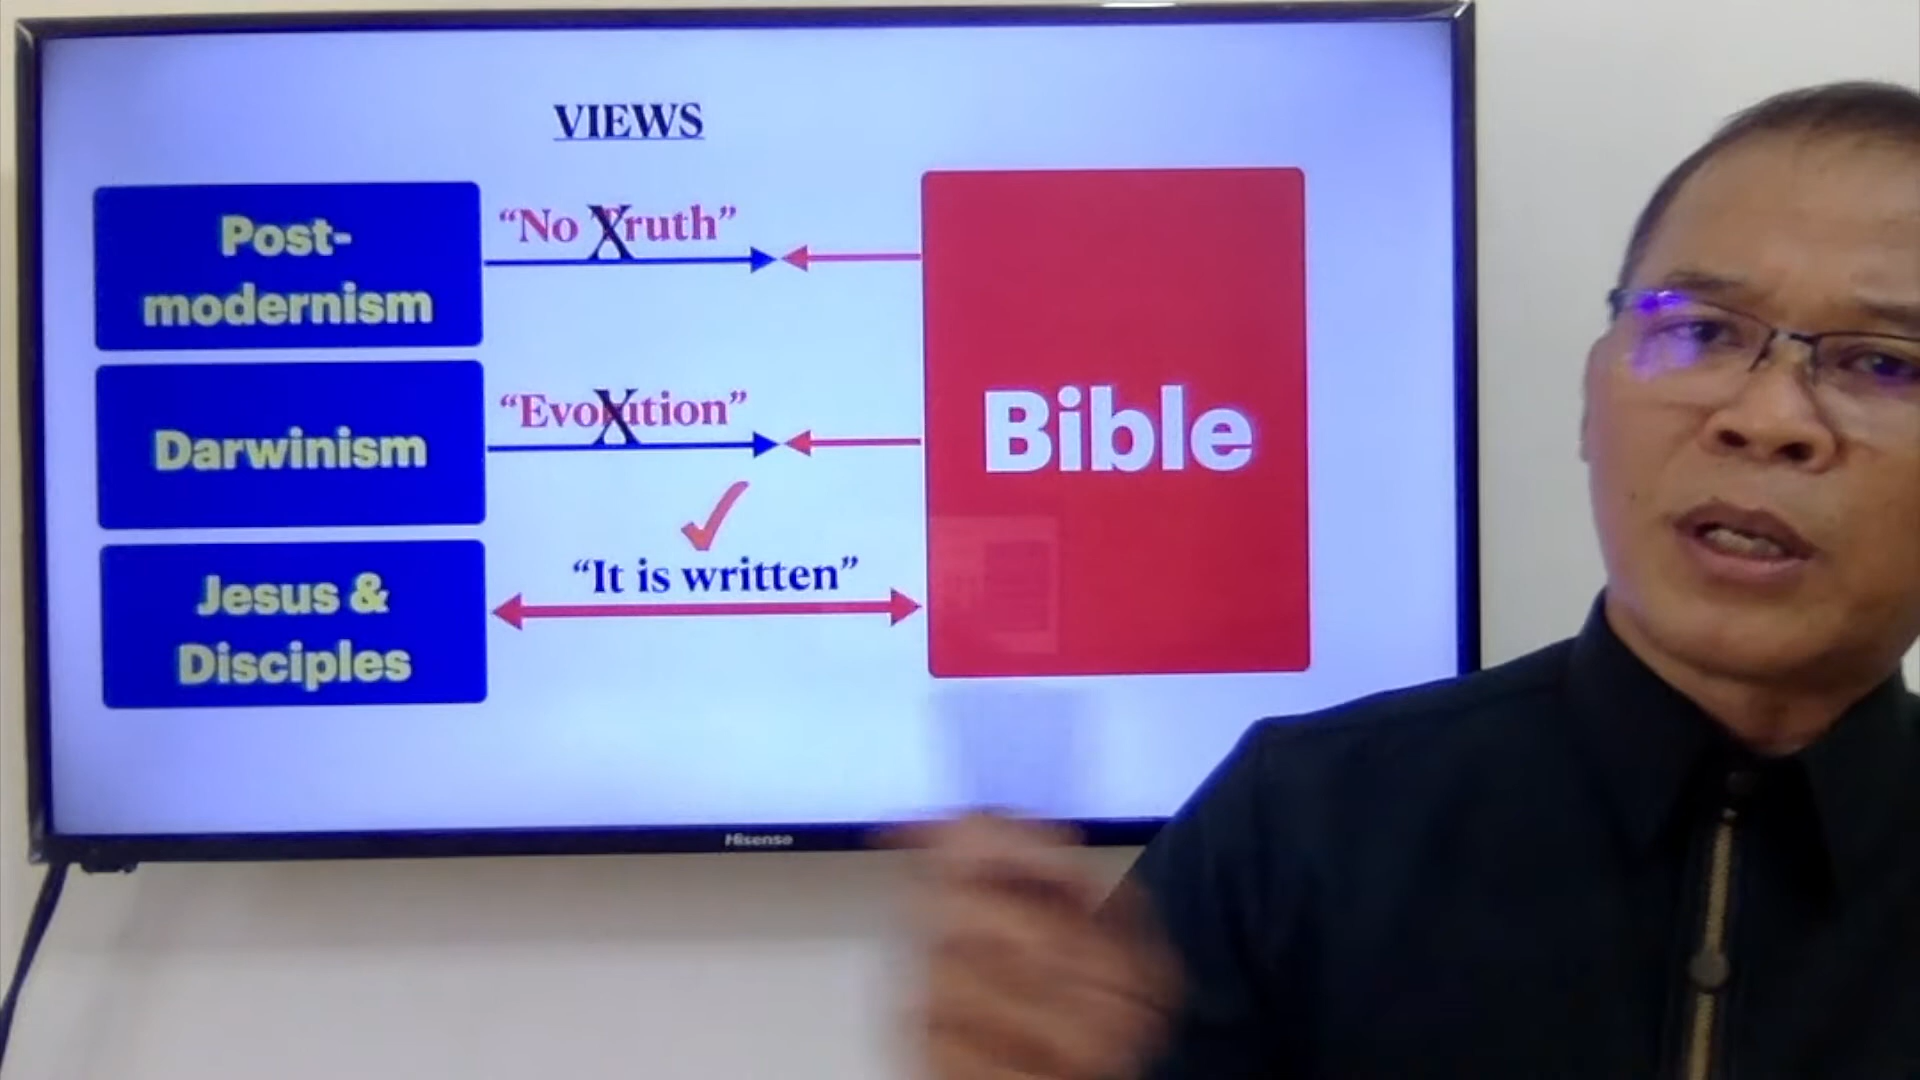 VIEWS
Post-
modernism
“No Truth”
Darwinism
“Evolution”
Jesus &
Disciples
“It is written”
Bible
Hisense